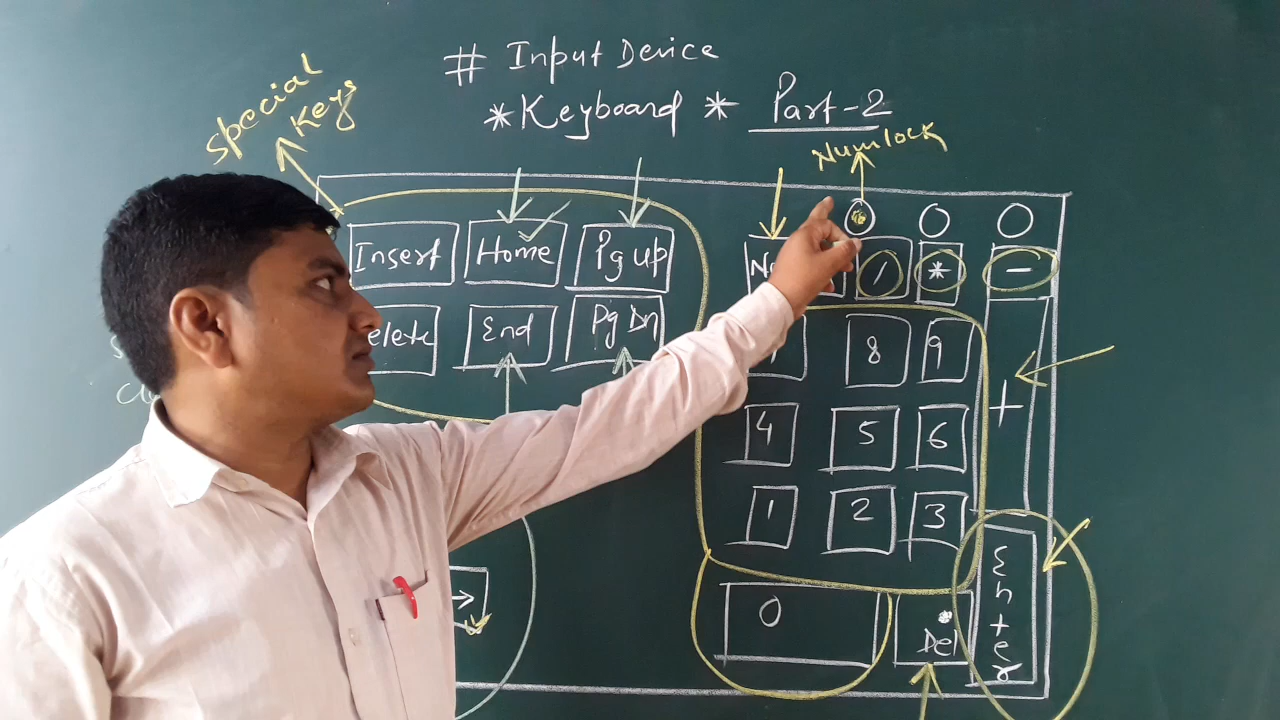 # Input Device
*Keyboard * Part-2
Special
Keys
Numlock
Insert Home Pg Up
/ * -
End Pg Dn
8 9
+
4 5 6
1 2 3
Enter
→
0
Del